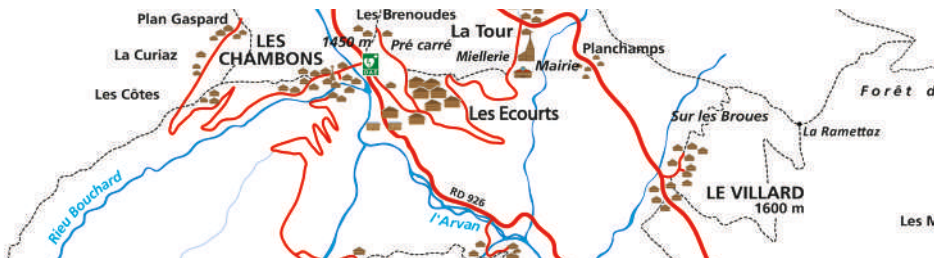 Plan Gaspard
Les Brenoudes
La Tour
1450 m
Pré carré
La Curiaz
LES
CHAMBONS
Miellerie
Mairie
Planchamps
Les Côtes
DAE
Les Ecourts
Forêt d
Sur les Broues
La Ramettaz
Rieu Bouchard
RD 926
l'Arvan
LE VILLARD
1600 m
Les M